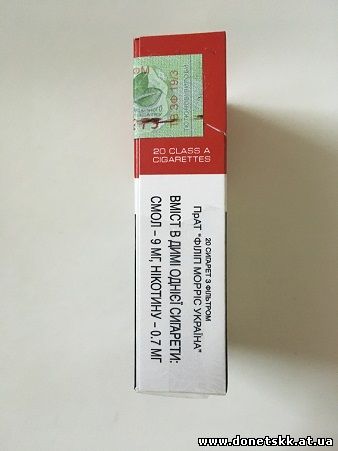 20 CLASS A
CIGARETTES
20 СИГАРЕТ З ФІЛЬТРОМ
ПрАТ "ФІЛІП МОРРІС УКРАЇНА"
ВМІСТ В ДИМІ ОДНІЄЇ СИГАРЕТИ:
СМОЛ – 9 МГ, НІКОТИНУ – 0.7 МГ
www.donetskk.at.ua